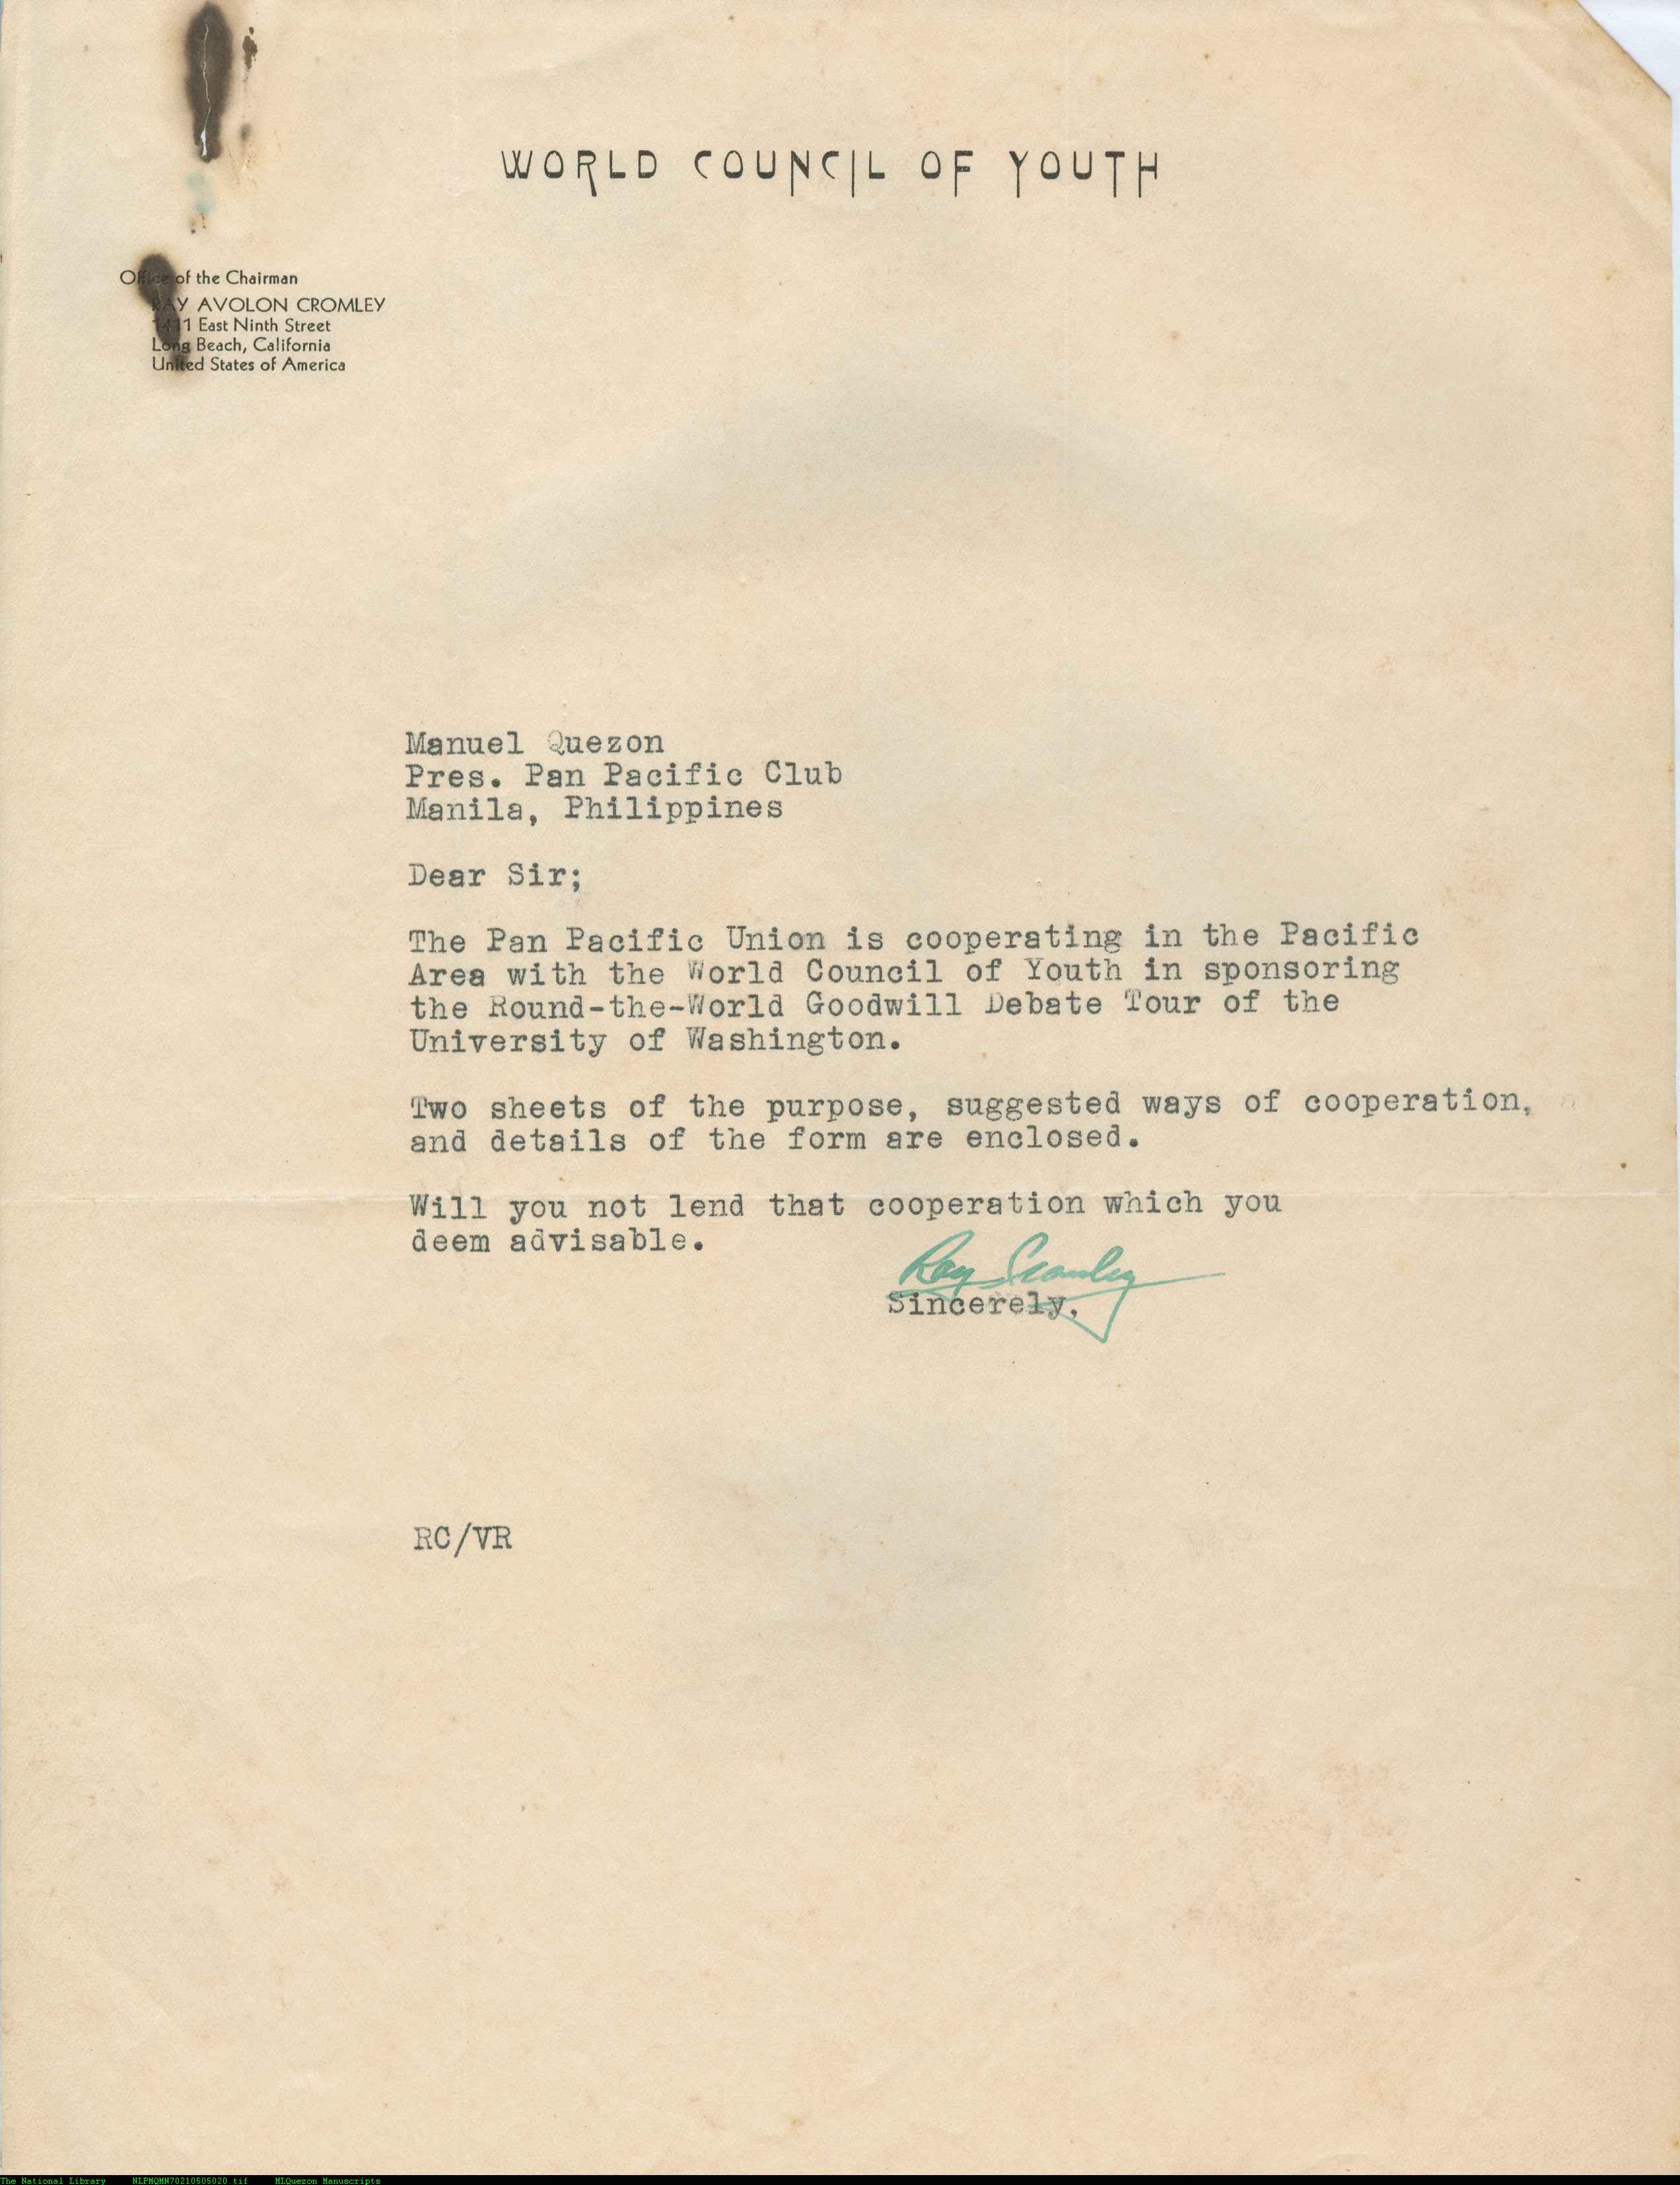 WORLD COUNCIL OF YOUTH
Office of the Chairman
RAY AVOLON CROMLEY
1411 East Ninth Street
Long Beach, California
United States of America
Manuel Quezon
Pres. Pan Pacific Club
Manila, Philippines
Dear Sir;
The Pan Pacific Union is cooperating in the Pacific
Area with the World Council of Youth in sponsoring
the Round-the-World Goodwill Debate Tour of the
University of Washington.
Two sheets of the purpose, suggested ways of cooperation,
and details of the form are enclosed.
Will you not lend that cooperation which you
deem advisable.
Ray Cromley
Sincerely,
RC/VR
The National Library NLPMQMN70210505020.tif MLQuezon Manuscripts